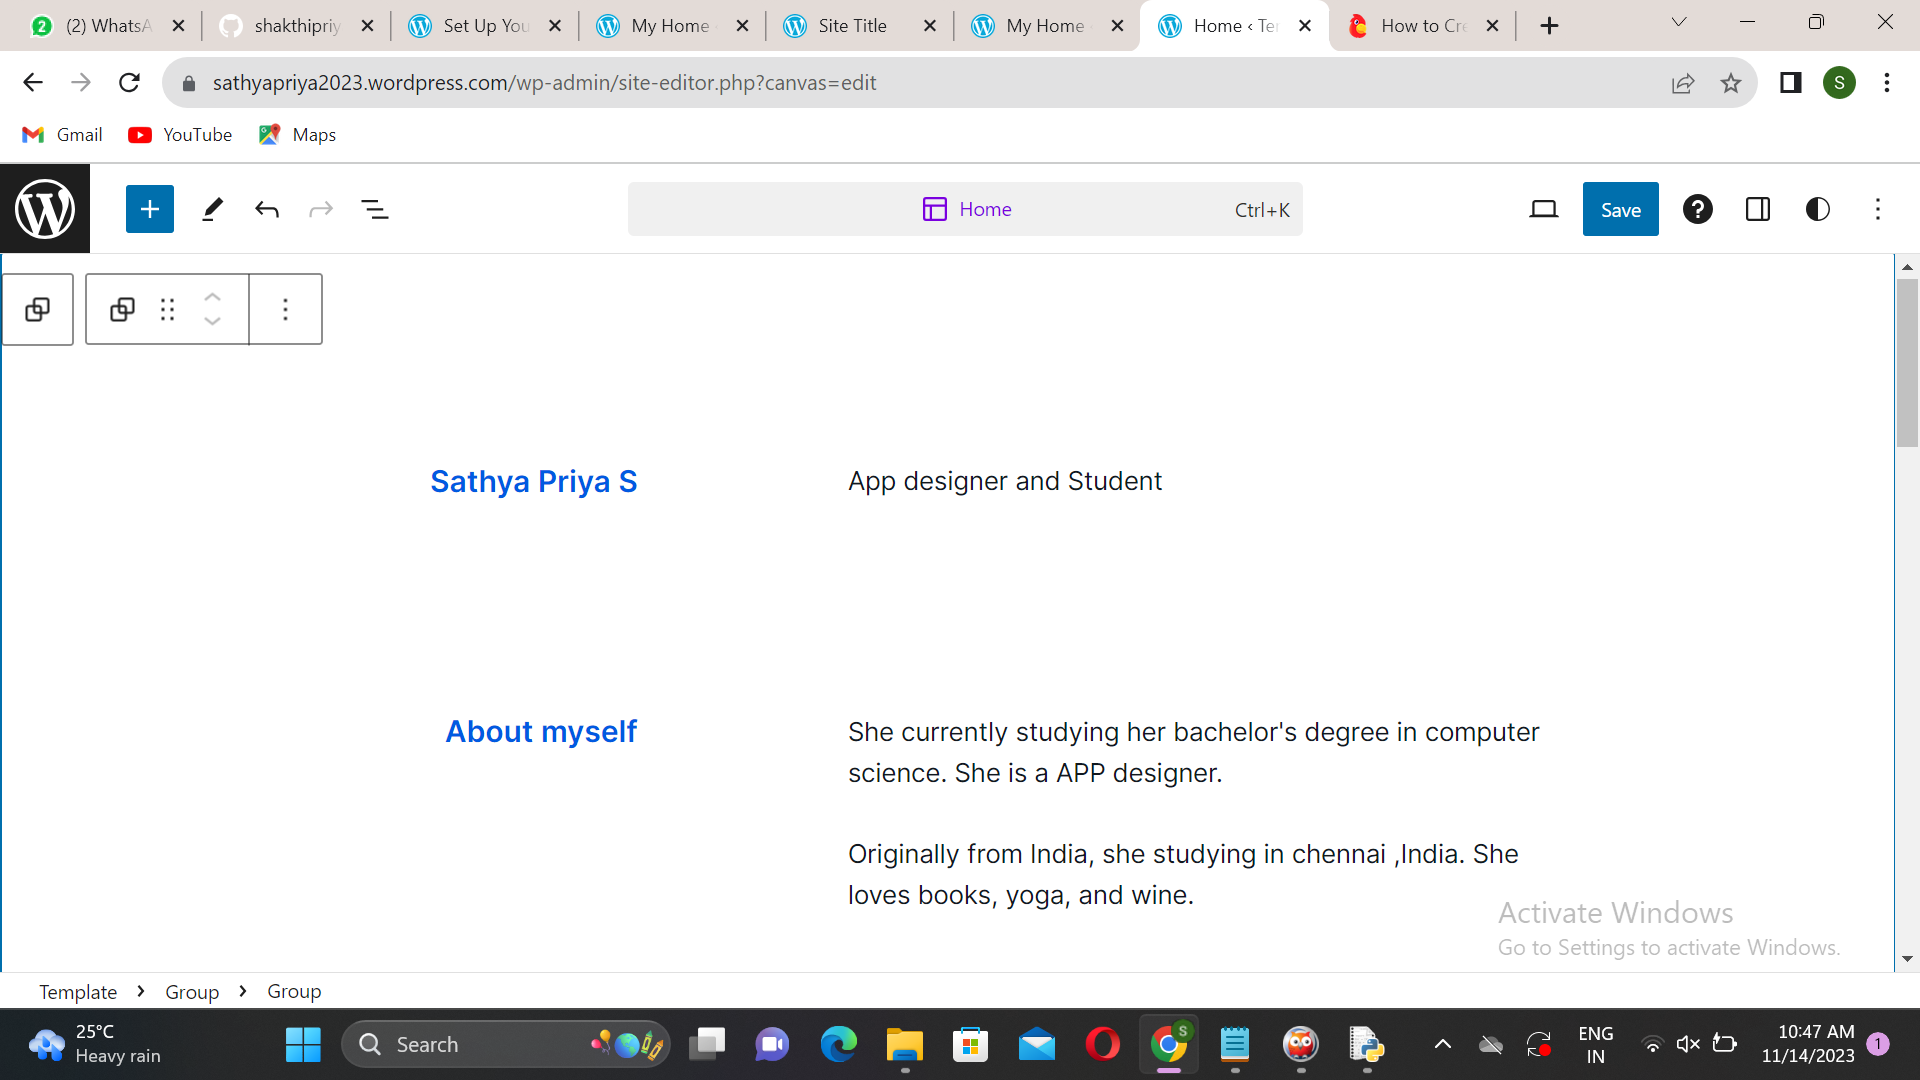 2 (2) WhatsA
shakthipriy
Set Up You
My Home
Site Title
My Home
Home ‹ Te
How to Cr
sathyapriya2023.wordpress.com/wp-admin/site-editor.php?canvas=edit
S
Gmail
YouTube
Maps
Home
Ctrl+K
Save
Sathya Priya S
App designer and Student
About myself
She currently studying her bachelor's degree in computer
science. She is a APP designer.
Originally from India, she studying in chennai ,India. She
loves books, yoga, and wine.
Activate Windows
Go to Settings to activate Windows.
Template › Group › Group
25°C
Heavy rain
Search
S
ENG
IN
10:47 AM
11/14/2023
1